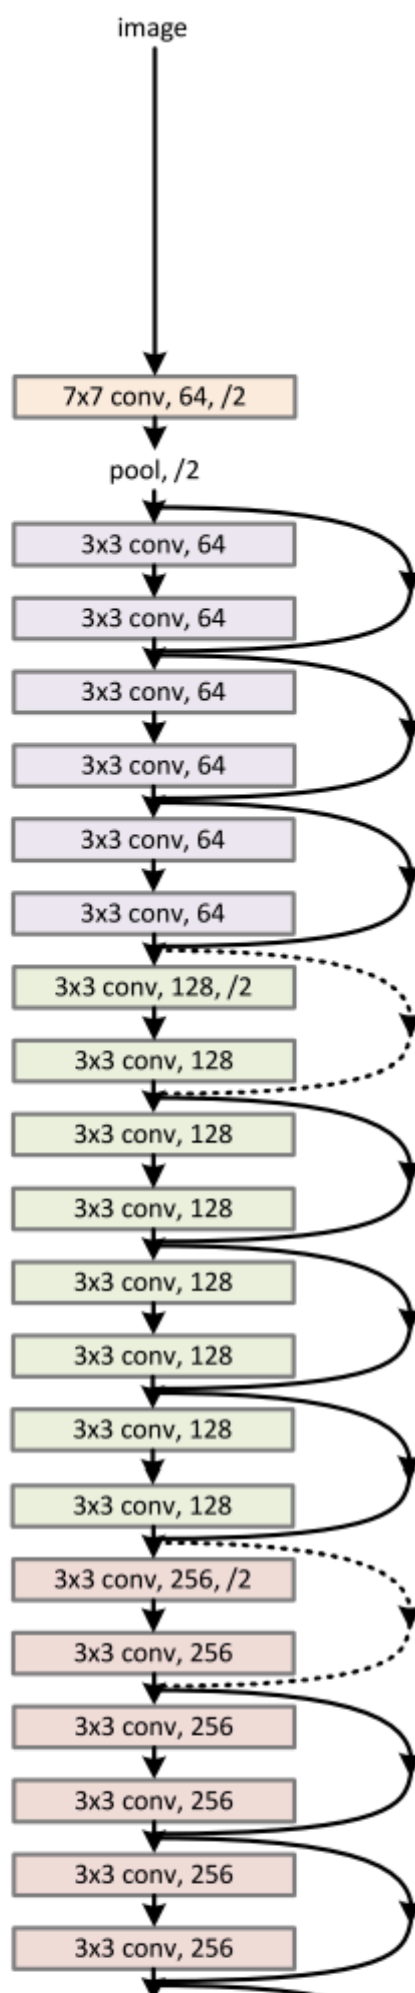 image
7x7 conv, 64, /2
pool, /2
3x3 conv, 64
3x3 conv, 64
3x3 conv, 64
3x3 conv, 64
3x3 conv, 64
3x3 conv, 64
3x3 conv, 128, /2
3x3 conv, 128
3x3 conv, 128
3x3 conv, 128
3x3 conv, 128
3x3 conv, 128
3x3 conv, 128
3x3 conv, 128
3x3 conv, 256, /2
3x3 conv, 256
3x3 conv, 256
3x3 conv, 256
3x3 conv, 256
3x3 conv, 256